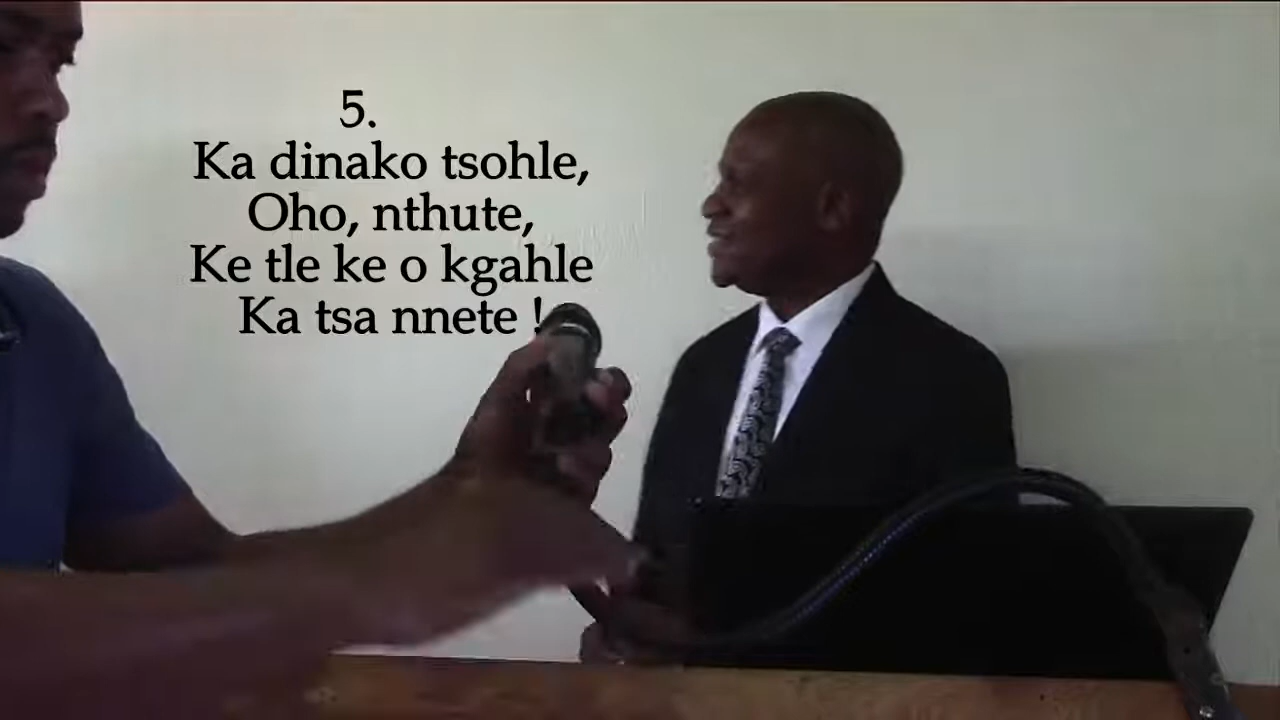 5.
Ka dinako tsohle,
Oho, nthute,
Ke tle ke o kgahle
Ka tsa nnete !